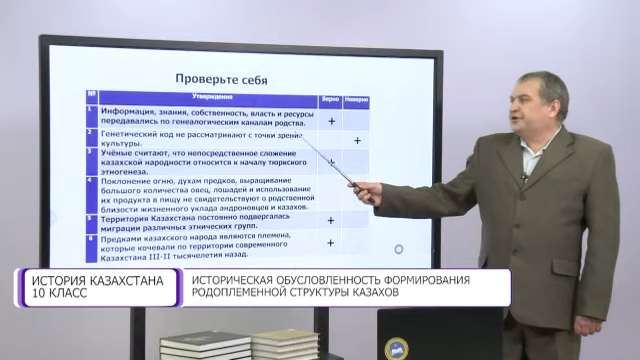 Проверьте себя
№ Утверждение Верно Неверно
1 Информация, знания, собственность, власть и ресурсы
передавались по генеалогическим каналам родства. +
2 Генетический код не рассматривают с точки зрения
культуры. +
3 Учёные считают, что непосредственное сложение
казахской народности относится к началу тюркского
этногенеза. +
4 Поклонение огню, духам предков, выращивание
большого количества овец, лошадей и использование
их продукта в пищу не свидетельствуют о родственной
близости жизненного уклада андроновцев и казахов.
5 Территория Казахстана постоянно подвергалась
миграции различных этнических групп. +
6 Предками казахского народа являются племена,
которые кочевали по территории современного
Казахстана III-II тысячелетия назад. +
ИСТОРИЯ КАЗАХСТАНА
10 КЛАСС
ИСТОРИЧЕСКАЯ ОБУСЛОВЛЕННОСТЬ ФОРМИРОВАНИЯ
РОДОПЛЕМЕННОЙ СТРУКТУРЫ КАЗАХОВ